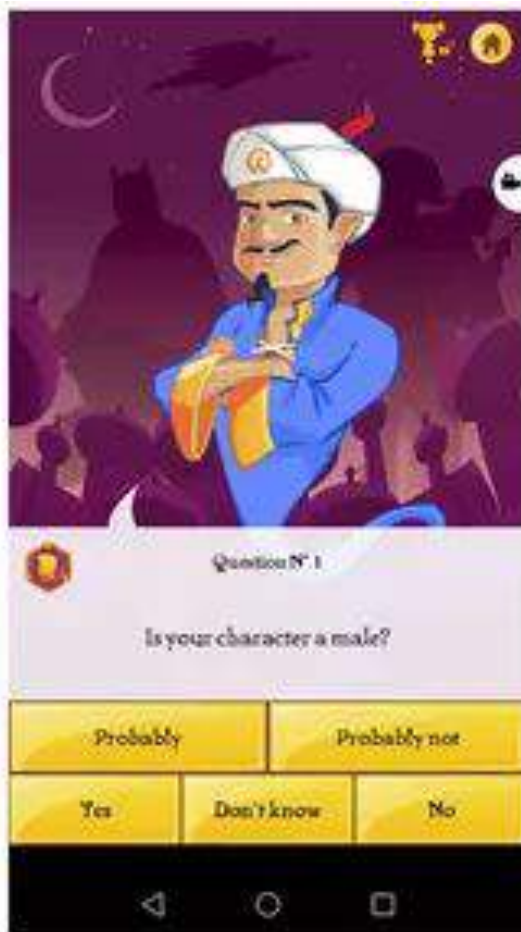 Question N° 1
Is your character a male?
Probably
Probably not
Yes
Don't know
No